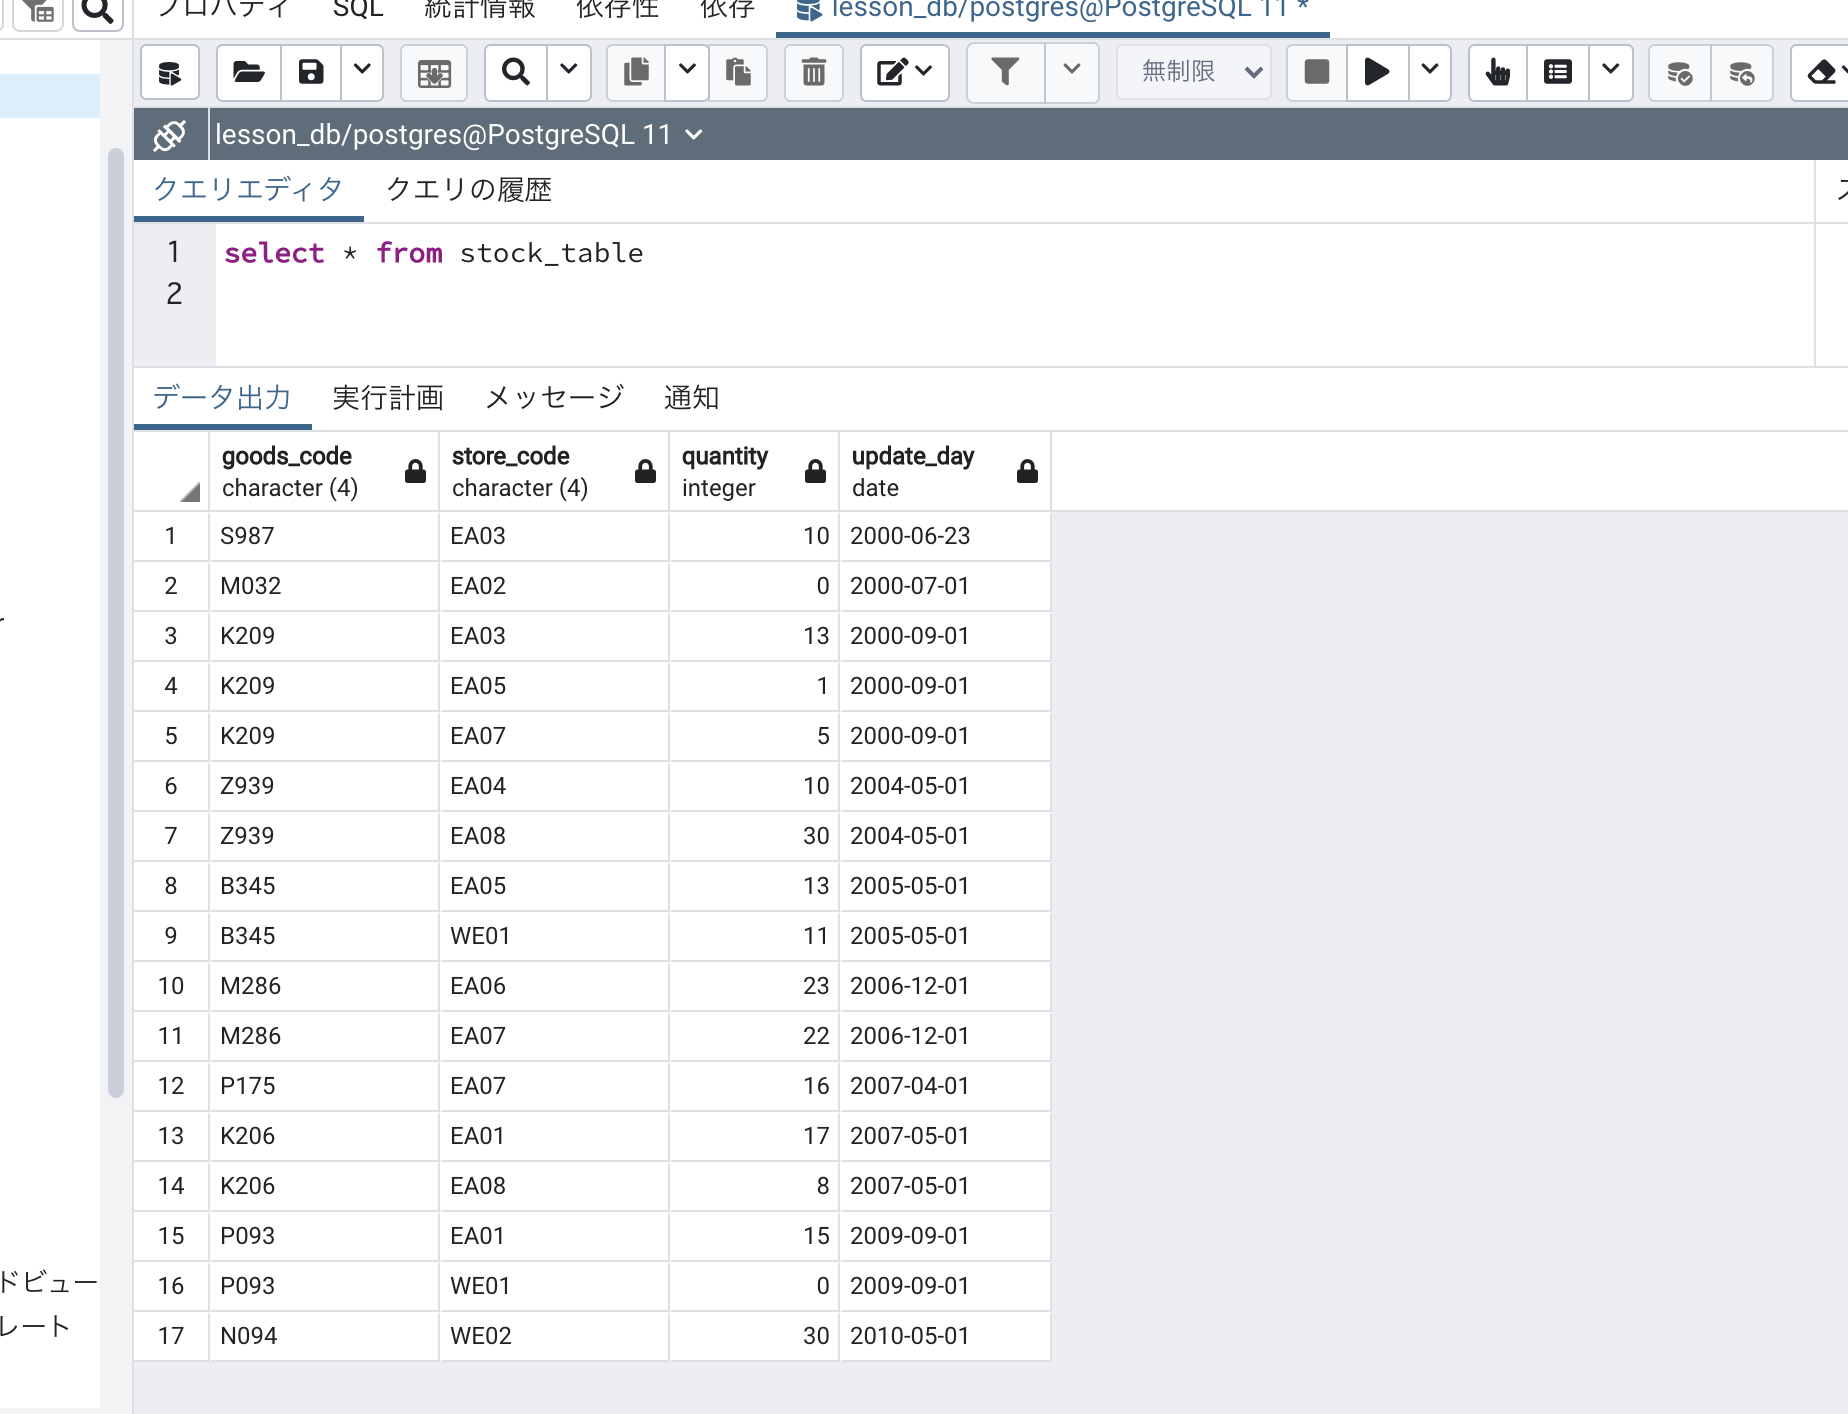 プロパティ SQL 統計情報 依存性 依存 lesson_db/postgres@PostgreSQL 11 *
無制限
lesson_db/postgres@PostgreSQL 11
クエリエディタ クエリの履歴
1 select * from stock_table
2
データ出力 実行計画 メッセージ 通知
goods_code store_code quantity update_day
character (4) character (4) integer date
1 S987 EA03 10 2000-06-23
2 M032 EA02 0 2000-07-01
3 K209 EA03 13 2000-09-01
4 K209 EA05 1 2000-09-01
5 K209 EA07 5 2000-09-01
6 Z939 EA04 10 2004-05-01
7 Z939 EA08 30 2004-05-01
8 B345 EA05 13 2005-05-01
9 B345 WE01 11 2005-05-01
10 M286 EA06 23 2006-12-01
11 M286 EA07 22 2006-12-01
12 P175 EA07 16 2007-04-01
13 K206 EA01 17 2007-05-01
14 K206 EA08 8 2007-05-01
15 P093 EA01 15 2009-09-01
16 P093 WE01 0 2009-09-01
17 N094 WE02 30 2010-05-01
ドビュー
レート